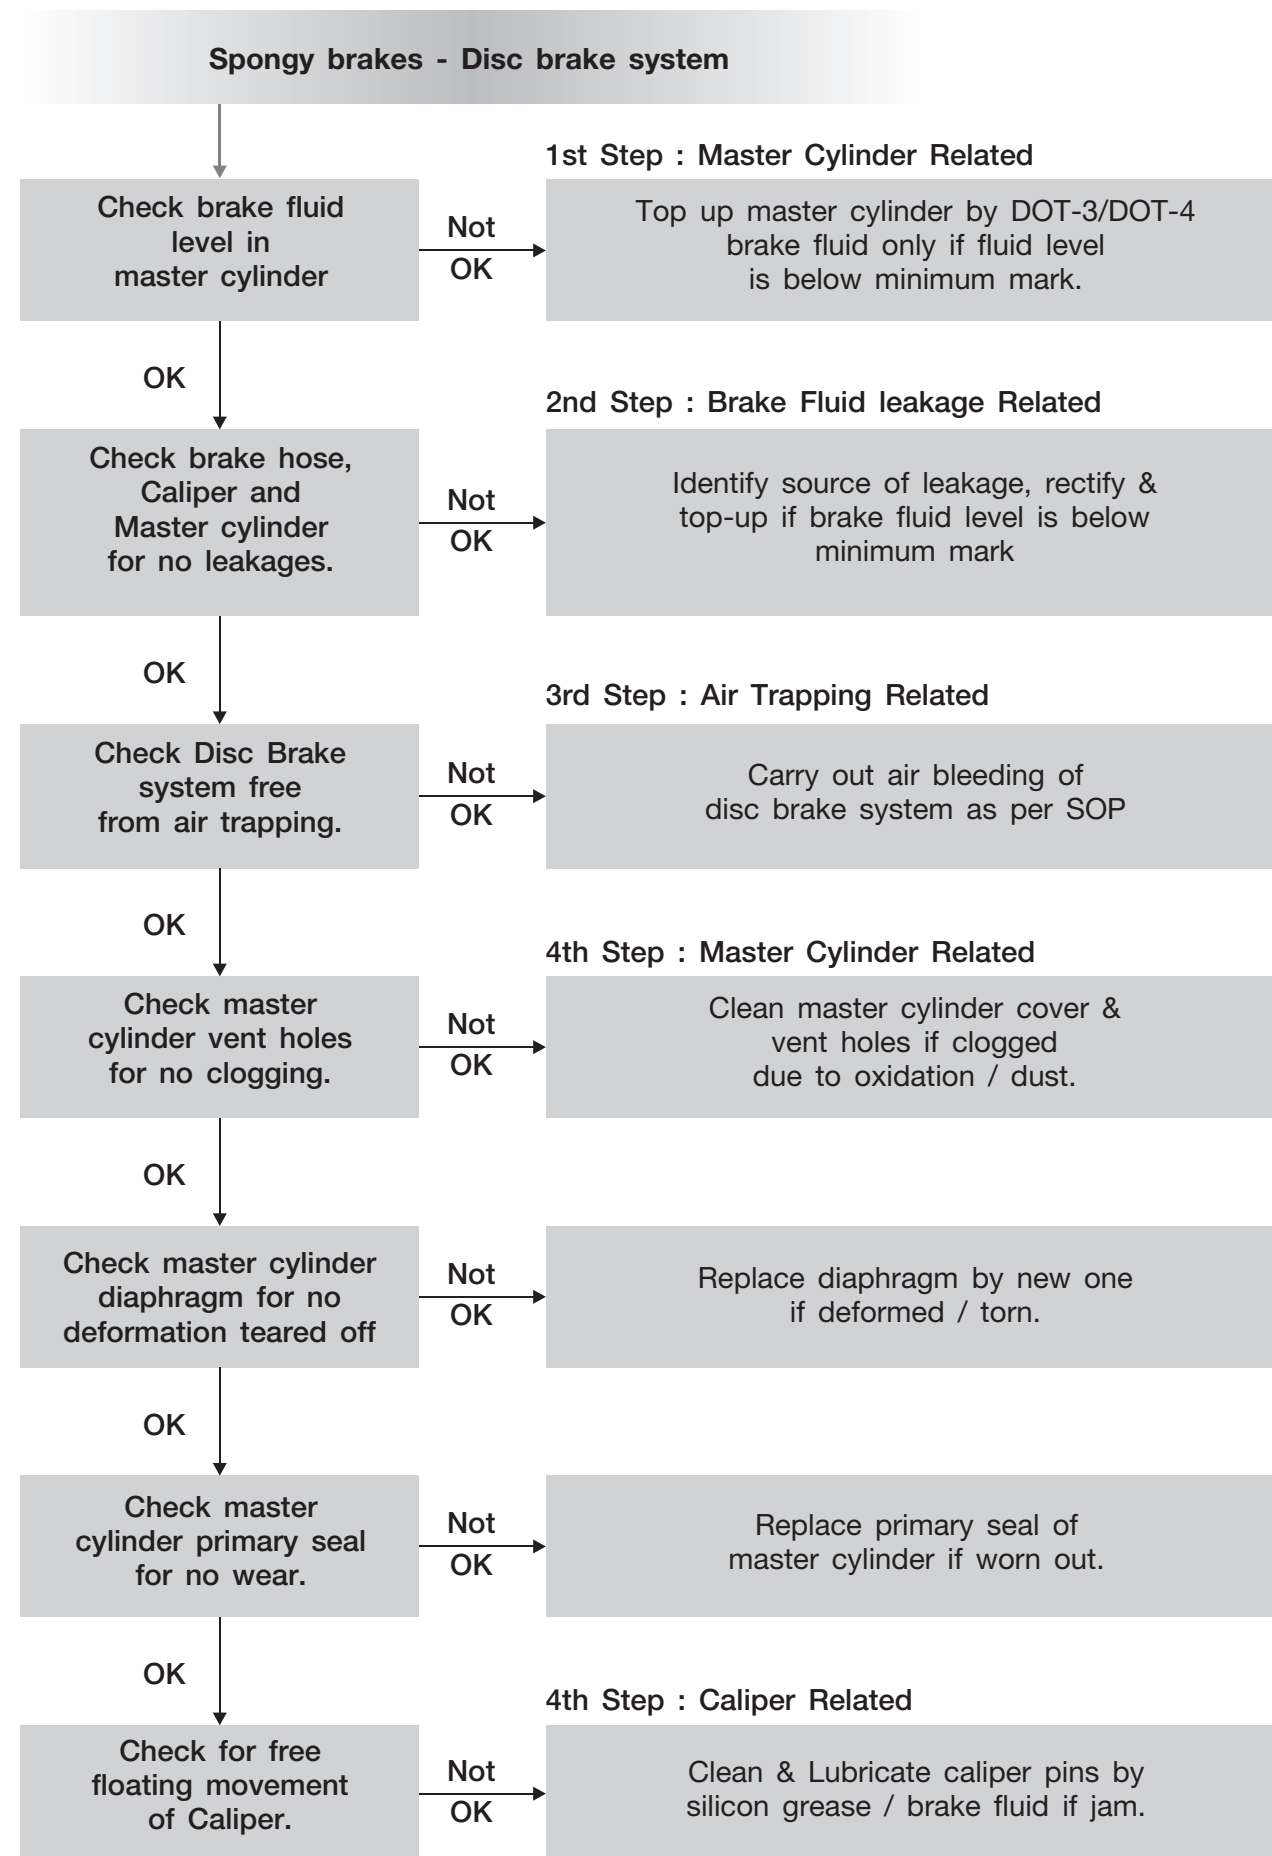 Spongy brakes - Disc brake system
1st Step : Master Cylinder Related
Check brake fluid
level in
master cylinder
Not
OK
Top up master cylinder by DOT-3/DOT-4
brake fluid only if fluid level
is below minimum mark.
OK
2nd Step : Brake Fluid leakage Related
Check brake hose,
Caliper and
Master cylinder
for no leakages.
Not
OK
Identify source of leakage, rectify &
top-up if brake fluid level is below
minimum mark
OK
3rd Step : Air Trapping Related
Check Disc Brake
system free
from air trapping.
Not
OK
Carry out air bleeding of
disc brake system as per SOP
OK
4th Step : Master Cylinder Related
Check master
cylinder vent holes
for no clogging.
Not
OK
Clean master cylinder cover &
vent holes if clogged
due to oxidation / dust.
OK
Check master cylinder
diaphragm for no
deformation teared off
Not
OK
Replace diaphragm by new one
if deformed / torn.
OK
Check master
cylinder primary seal
for no wear.
Not
OK
Replace primary seal of
master cylinder if worn out.
OK
4th Step : Caliper Related
Check for free
floating movement
of Caliper.
Not
OK
Clean & Lubricate caliper pins by
silicon grease / brake fluid if jam.